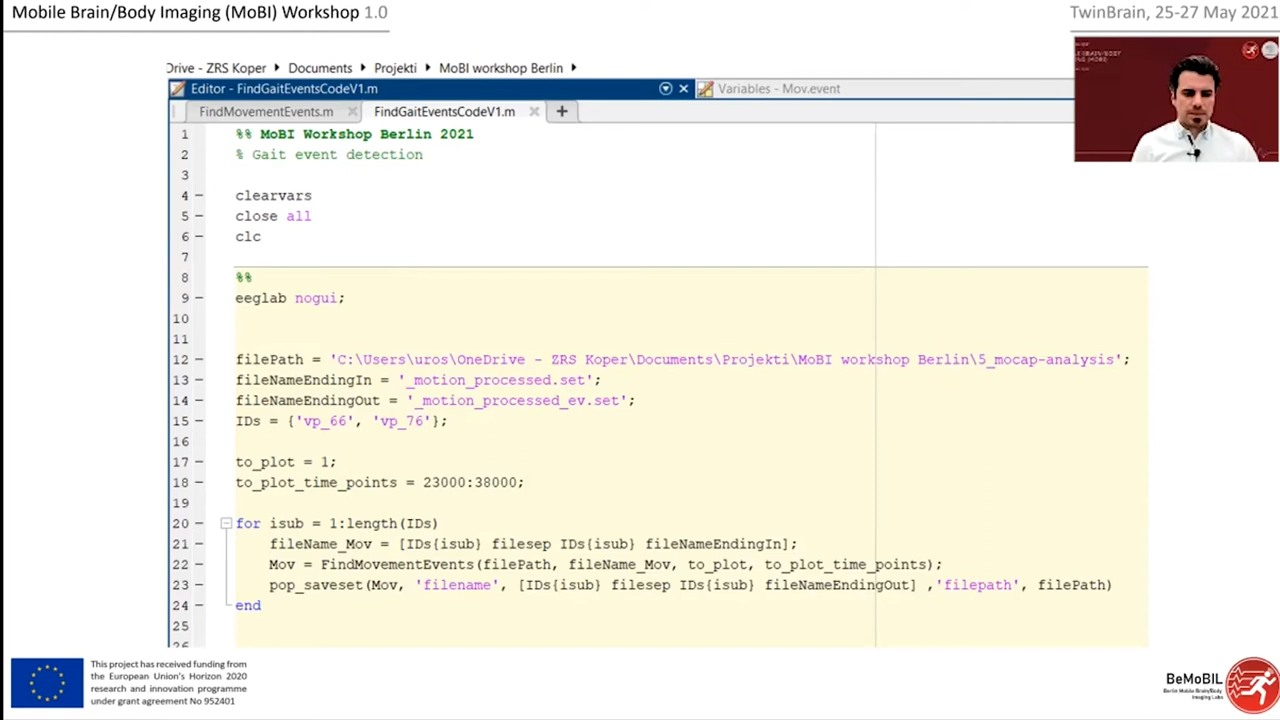 Mobile Brain/Body Imaging (MoBI) Workshop 1.0
TwinBrain, 25-27 May 2021
Drive - ZRS Koper ▸ Documents ▸ Projekti ▸ MoBI workshop Berlin ▸
Editor - FindGaitEventsCodeV1.m
Variables - Mov.event
FindMovementEvents.m
FindGaitEventsCodeV1.m
1 %% MoBI Workshop Berlin 2021
2 % Gait event detection
3
4 – clearvars
5 – close all
6 – clc
7
8 %%
9 – eeglab nogui;
10
11
12 – filePath = 'C:\Users\uros\OneDrive - ZRS Koper\Documents\Projekti\MoBI workshop Berlin\5_mocap-analysis';
13 – fileNameEndingIn = '_motion_processed.set';
14 – fileNameEndingOut = '_motion_processed_ev.set';
15 – IDs = {'vp_66', 'vp_76'};
16
17 – to_plot = 1;
18 – to_plot_time_points = 23000:38000;
19
20 – for isub = 1:length(IDs)
21 – fileName_Mov = [IDs{isub} filesep IDs{isub} fileNameEndingIn];
22 – Mov = FindMovementEvents(filePath, fileName_Mov, to_plot, to_plot_time_points);
23 – pop_saveset(Mov, 'filename', [IDs{isub} filesep IDs{isub} fileNameEndingOut] ,'filepath', filePath)
24 – end
25
26
This project has received funding from
the European Union's Horizon 2020
research and innovation programme
under grant agreement No 952401
BeMoBIL
Berlin Mobile Brain/Body
Imaging Labs